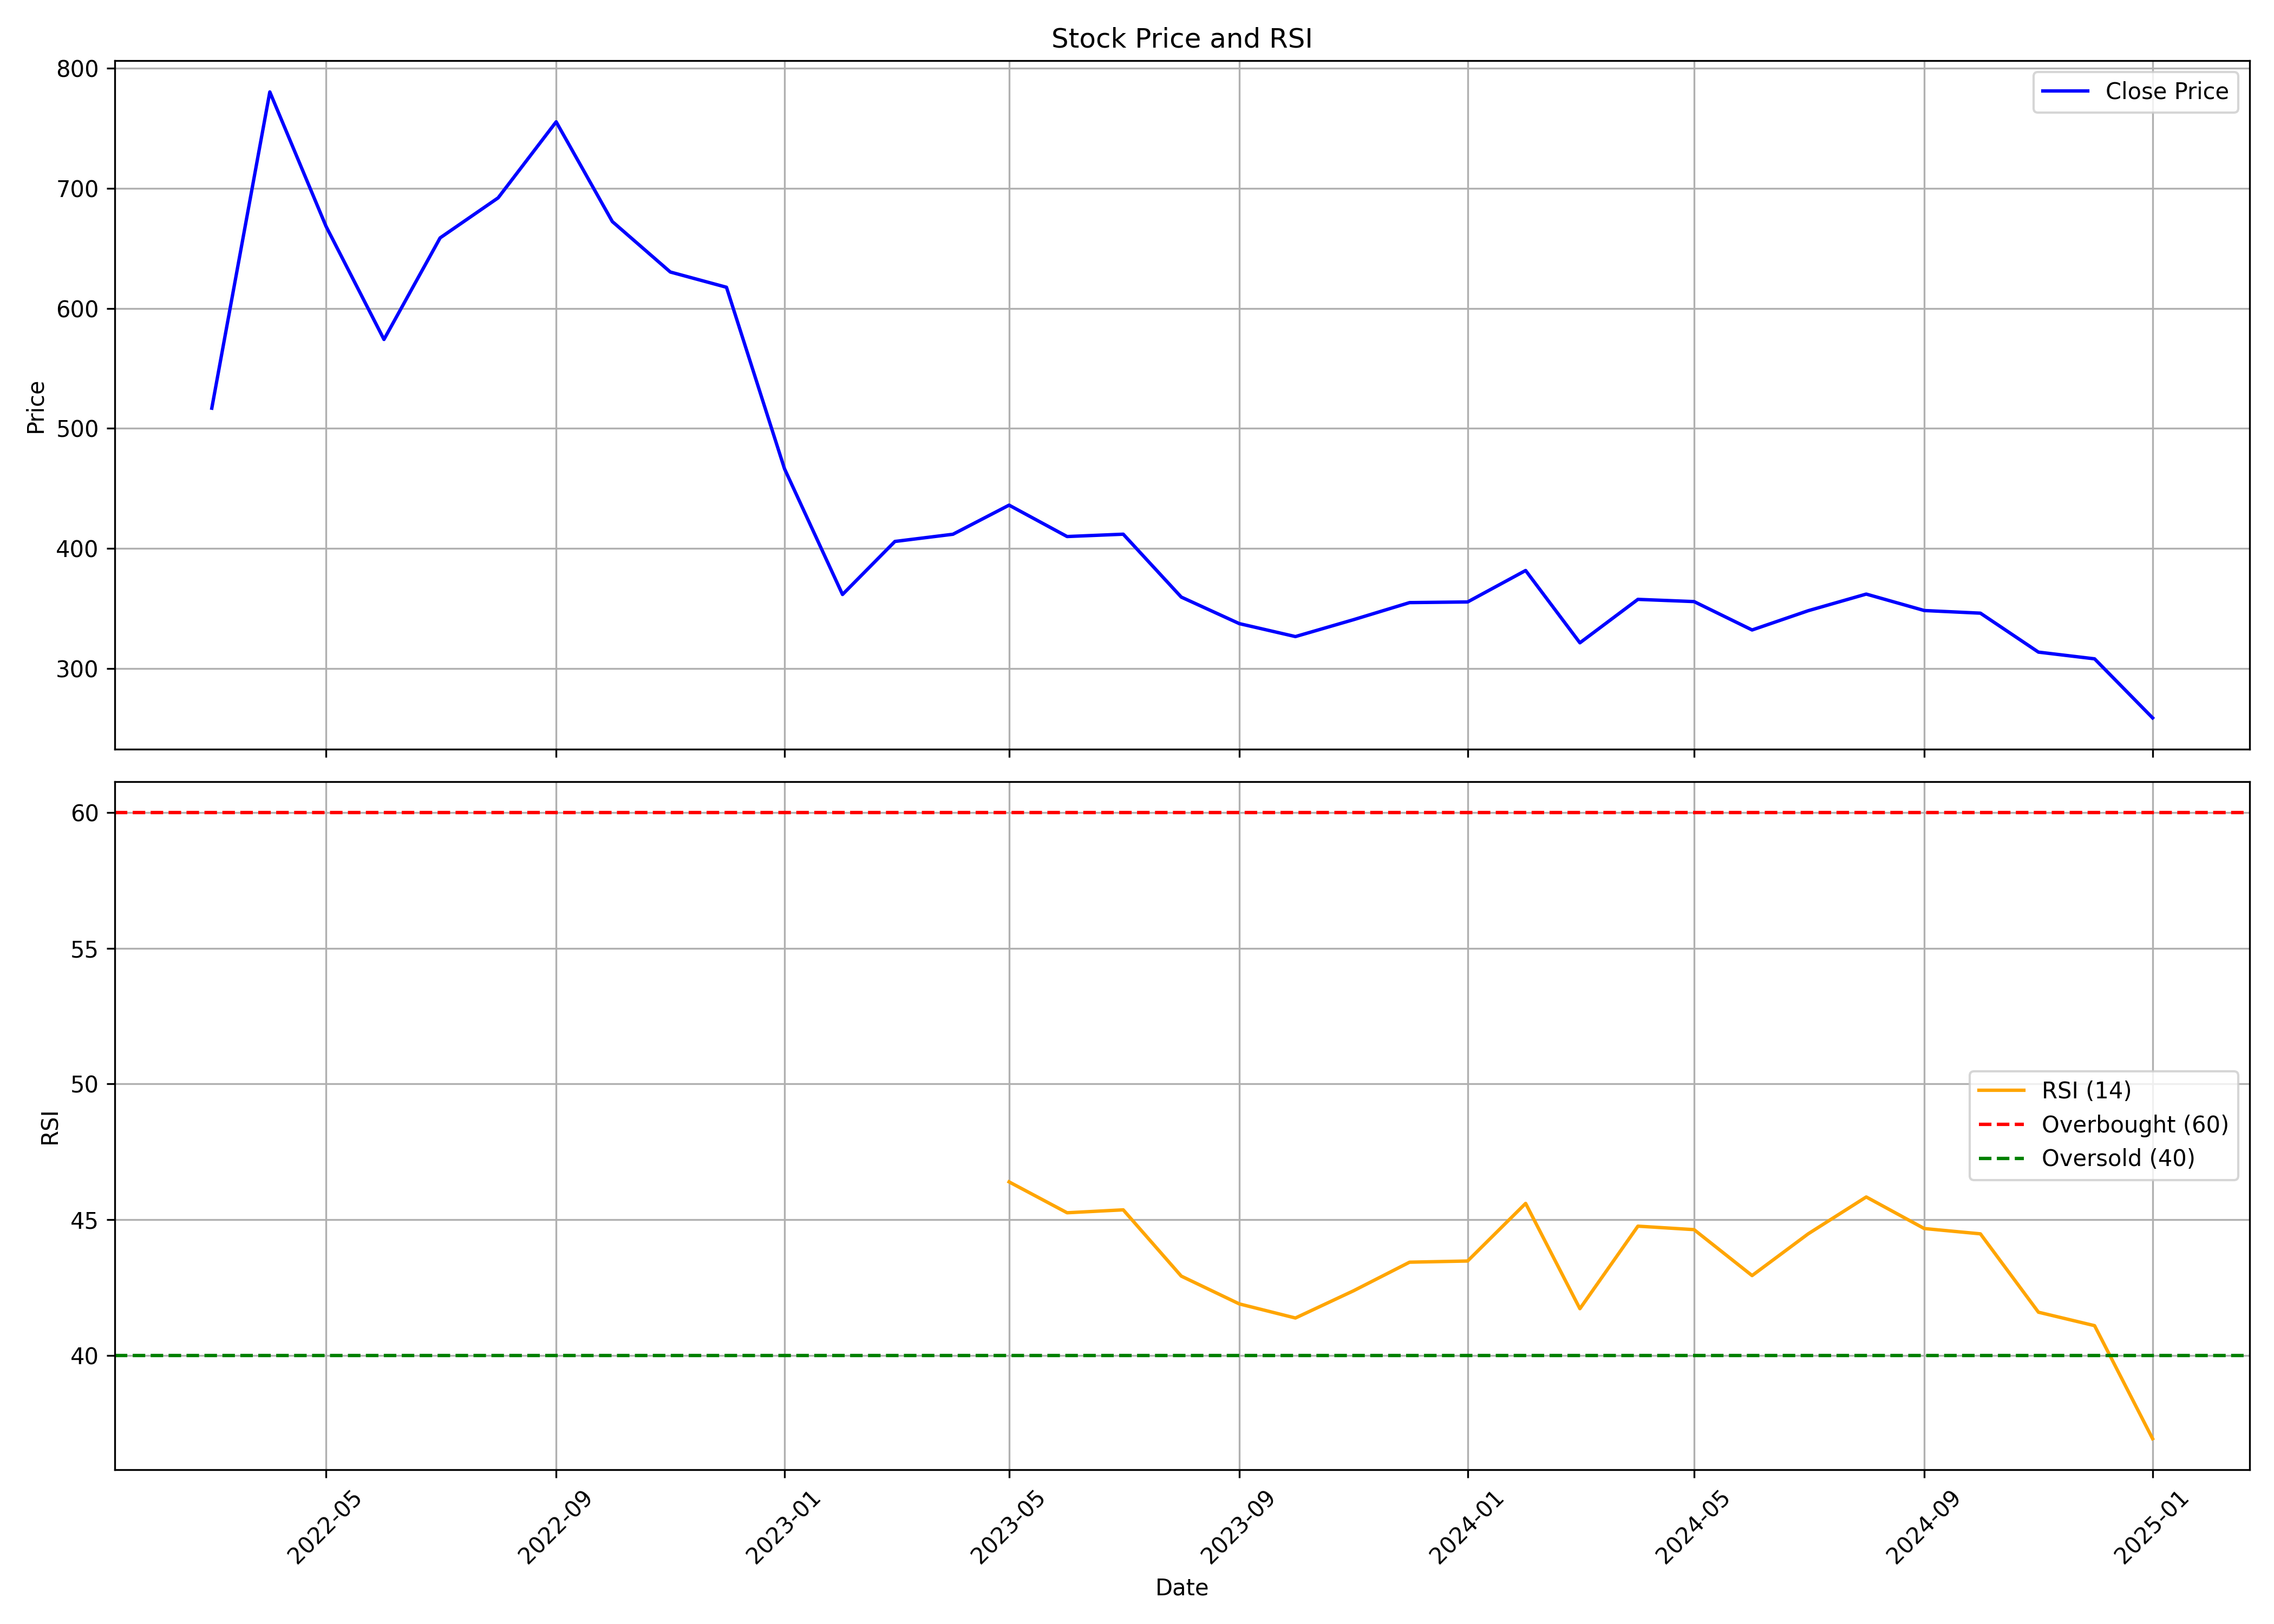 Stock Price and RSI
800
700
600
500
400
300
Price
Close Price
60
55
50
45
40
RSI
RSI (14)
Overbought (60)
Oversold (40)
2022-05
2022-09
2023-01
2023-05
2023-09
2024-01
2024-05
2024-09
2025-01
Date